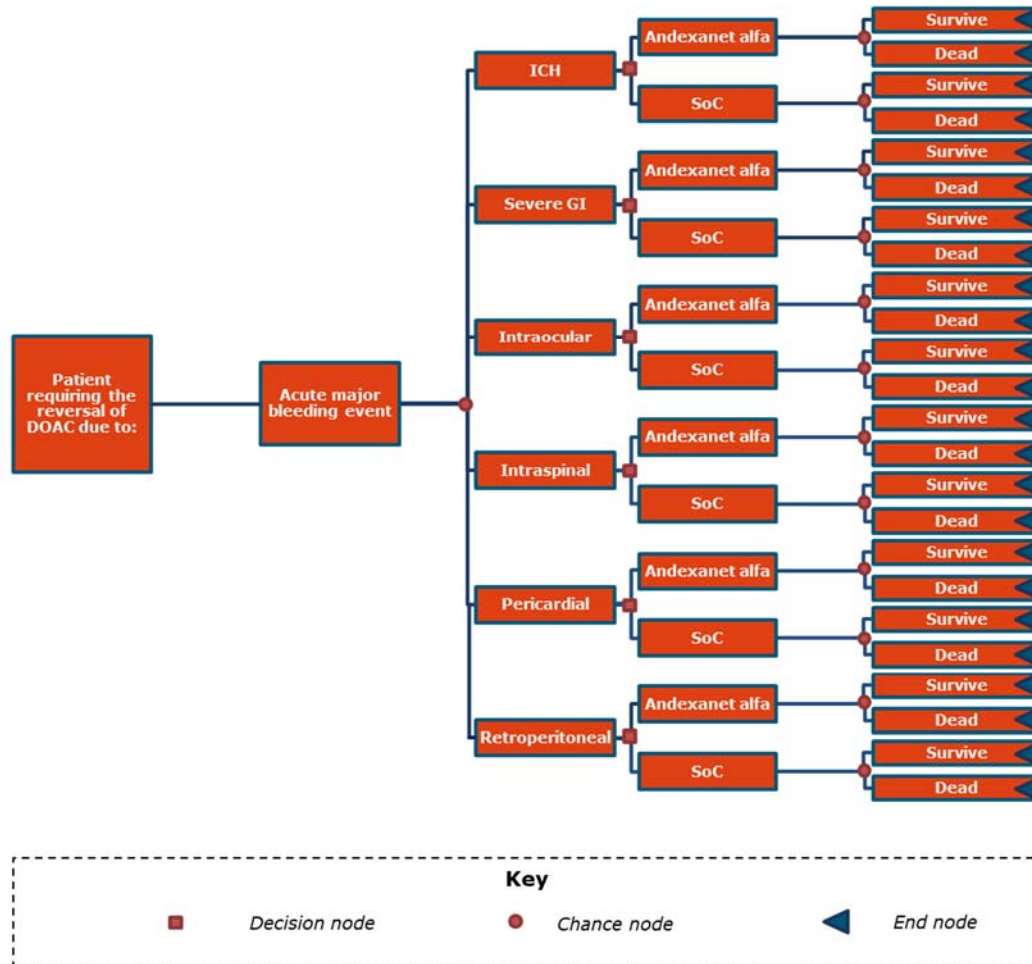 Patient
requiring the
reversal of
DOAC due to:
Acute major
bleeding event
ICH
Andexanet alfa
Survive
Dead
SoC
Survive
Dead
Severe GI
Andexanet alfa
Survive
Dead
SoC
Survive
Dead
Intraocular
Andexanet alfa
Survive
Dead
SoC
Survive
Dead
Intraspinal
Andexanet alfa
Survive
Dead
SoC
Survive
Dead
Pericardial
Andexanet alfa
Survive
Dead
SoC
Survive
Dead
Retroperitoneal
Andexanet alfa
Survive
Dead
SoC
Survive
Dead
Key
Decision node
Chance node
End node